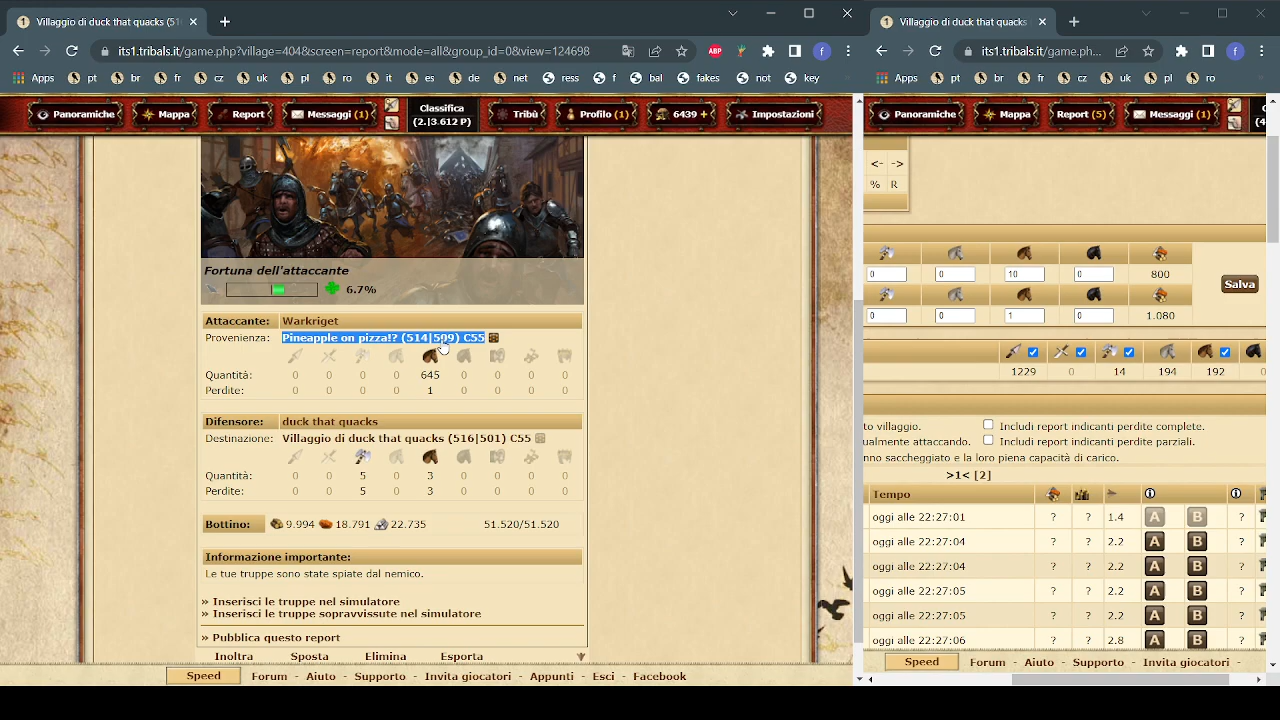 Villaggio di duck that quacks (51
its1.tribals.it/game.php?village=404&screen=report&mode=all&group_id=0&view=124698
ABP
f
Apps pt br fr cz uk pl ro it es de net ress f bal fakes not key
Panoramiche Mappa Report Messaggi (1) Classifica (2.|3.612 P) Tribù Profilo (1) 6439 + Impostazioni
Fortuna dell'attaccante
6.7%
Attaccante: Warkriget
Provenienza: Pineapple on pizza!? (514|509) C55
Quantità: 0 0 0 0 645 0 0 0 0
Perdite: 0 0 0 0 1 0 0 0 0
Difensore: duck that quacks
Destinazione: Villaggio di duck that quacks (516|501) C55
Quantità: 0 0 5 0 3 0 0 0 0
Perdite: 0 0 5 0 3 0 0 0 0
Bottino: 9.994 18.791 22.735 51.520/51.520
Informazione importante:
Le tue truppe sono state spiate dal nemico.
» Inserisci le truppe nel simulatore
» Inserisci le truppe sopravvissute nel simulatore
» Pubblica questo report
Inoltra Sposta Elimina Esporta
Speed Forum - Aiuto - Supporto - Invita giocatori - Appunti - Esci - Facebook
Villaggio di duck that quacks
its1.tribals.it/game.ph...
f
Apps pt br fr cz uk pl ro
Panoramiche Mappa Report (5) Messaggi (1) (4
<- ->
% R
0 0 10 0 800
Salva
0 0 1 0 1.080
1229 0 14 194 192 0
to villaggio. Includi report indicanti perdite complete.
ualmente attaccando. Includi report indicanti perdite parziali.
nno saccheggiato e la loro piena capacità di carico.
>1< [2]
Tempo
oggi alle 22:27:01 ? ? 1.4 A B ?
oggi alle 22:27:04 ? ? 2.2 A B ?
oggi alle 22:27:04 ? ? 2.2 A B ?
oggi alle 22:27:05 ? ? 2.2 A B ?
oggi alle 22:27:05 ? ? 2.2 A B ?
oggi alle 22:27:06 ? ? 2.8 A B ?
Speed Forum - Aiuto - Supporto - Invita giocatori -